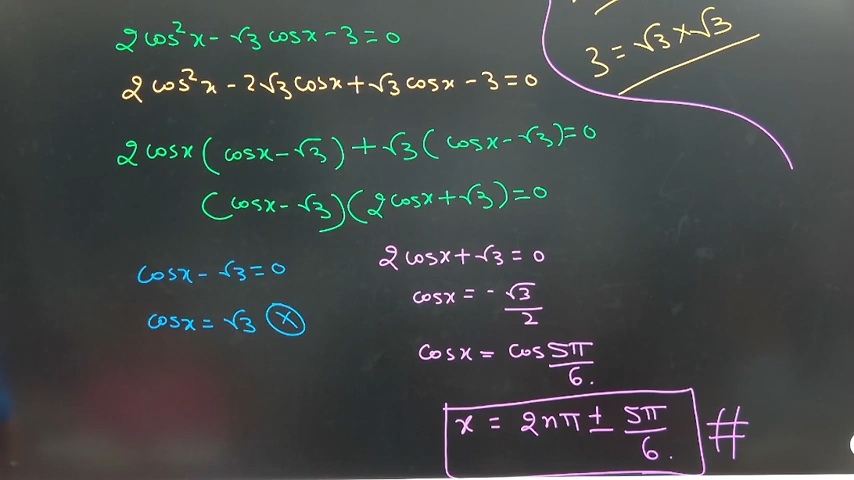 2cos²x - √3 cosx - 3 = 0
3 = √3 × √3
2cos²x - 2√3 cosx + √3 cosx - 3 = 0
2cosx (cosx - √3) + √3 (cosx - √3) = 0
(cosx - √3)(2cosx + √3) = 0
cosx - √3 = 0
cosx = √3 ⓧ
2cosx + √3 = 0
cosx = - √3/2
cosx = cos 5π/6.
x = 2nπ ± 5π/6. #